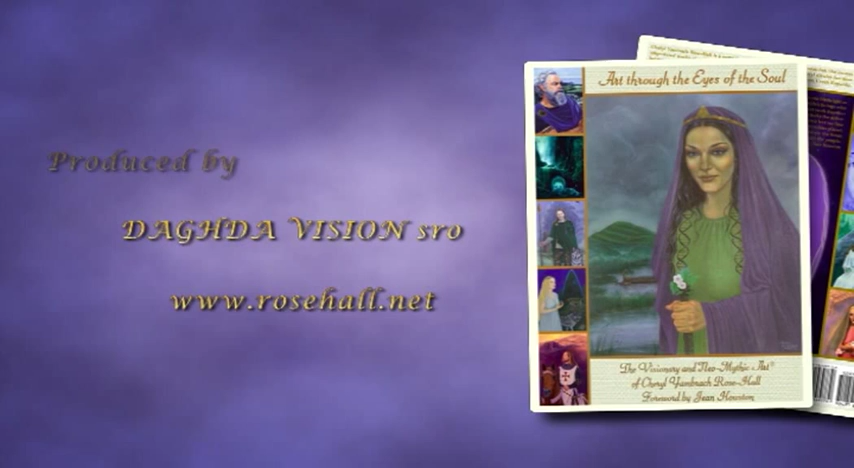 Produced by
DAGHDA VISION sro
www.rosehall.net
Art through the Eyes of the Soul
The Visionary and Neo-Mythic Art®
of Cheryl Yambrach Rose-Hall
Foreword by Jean Houston